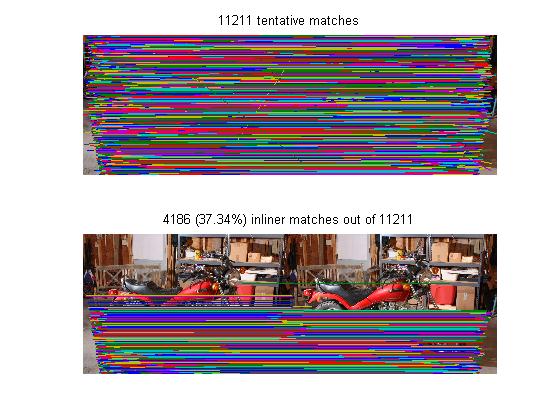 11211 tentative matches
4186 (37.34%) inliner matches out of 11211